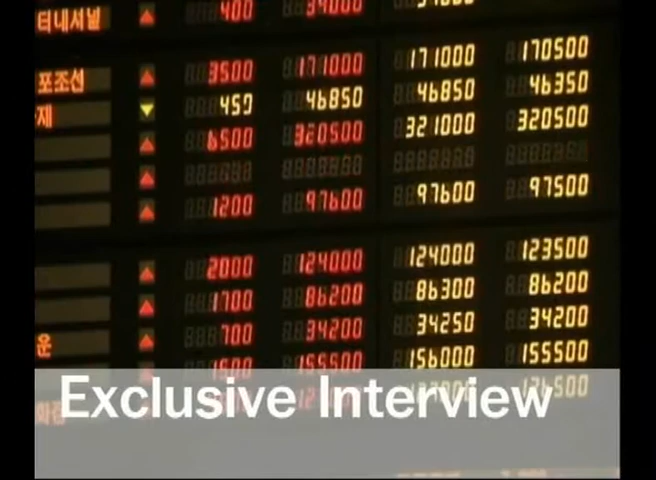 터내셔널 400 34000
포조선 3500 171000 171000 170500
재 450 46850 46850 46350
6500 320500 321000 320500
1200 97600 97600 97500
2000 124000 124000 123500
1700 86200 86300 86200
700 34200 34250 34200
운 1500 155500 156000 155500
Exclusive Interview